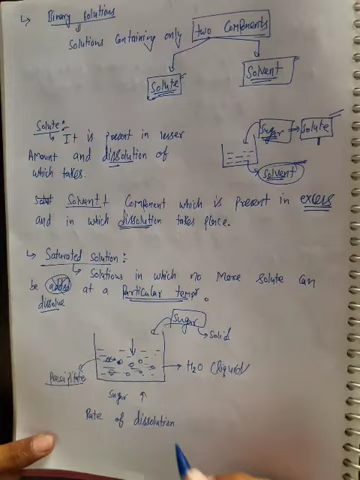 ↳ Binary solutions
↳ Solutions containing only two components
Solute
Solvent
Solute :-
↳ It is present in lesser
Amount and dissolution of
which takes.
Sugar → Solute
Solvent
Solvent ↳ Component which is present in excess
and in which dissolution takes place.
↳ Saturated solution :-
↳ Solutions in which no more solute can
be added at a Particular tempr.
dissolve
Sugar
→ Solid
Precipitate
→ H2O (liquid)
Sugar ↑
Rate of dissolution